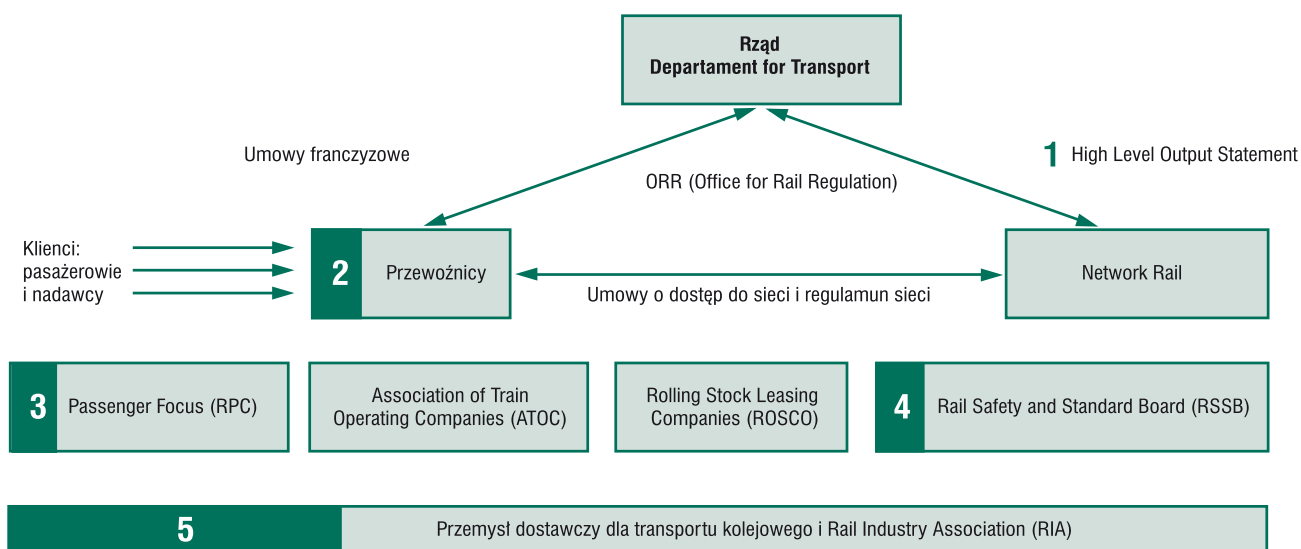 Rząd
Departament for Transport
Umowy franczyzowe
1 High Level Output Statement
ORR (Office for Rail Regulation)
Klienci:
pasażerowie
i nadawcy
2 Przewoźnicy
Network Rail
Umowy o dostęp do sieci i regulamun sieci
3 Passenger Focus (RPC)
Association of Train
Operating Companies (ATOC)
Rolling Stock Leasing
Companies (ROSCO)
4 Rail Safety and Standard Board (RSSB)
5 Przemysł dostawczy dla transportu kolejowego i Rail Industry Association (RIA)